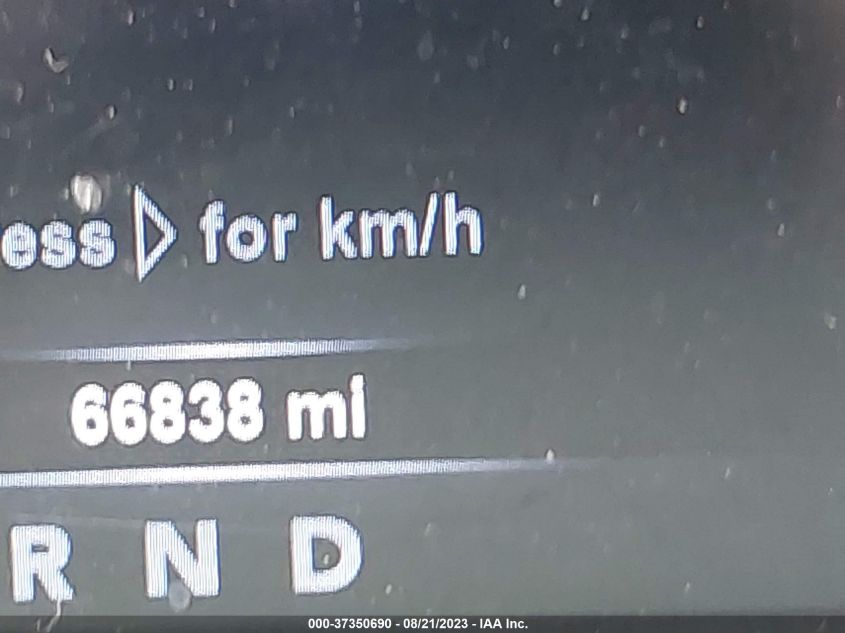 ess ▷ for km/h
66838 mi
R N D
000-37350690 - 08/21/2023 - IAA Inc.